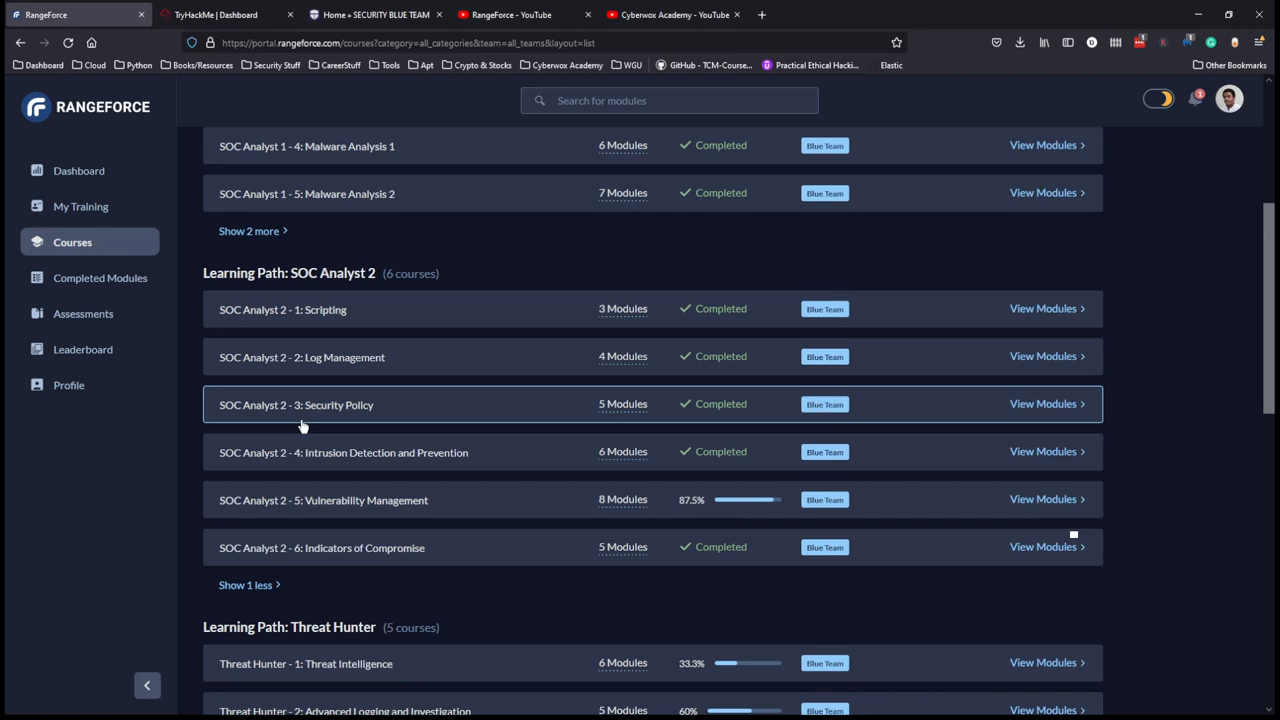 RangeForce
TryHackMe | Dashboard
Home » SECURITY BLUE TEAM
RangeForce - YouTube
Cyberwox Academy - YouTube
https://portal.rangeforce.com/courses?category=all_categories&team=all_teams&layout=list
Dashboard Cloud Python Books/Resources Security Stuff CareerStuff Tools Apt Crypto & Stocks Cyberwox Academy WGU GitHub - TCM-Course... Practical Ethical Hacki... Elastic Other Bookmarks
RANGEFORCE
Search for modules
1
Dashboard
My Training
Courses
Completed Modules
Assessments
Leaderboard
Profile
SOC Analyst 1 - 4: Malware Analysis 1 6 Modules Completed Blue Team View Modules
SOC Analyst 1 - 5: Malware Analysis 2 7 Modules Completed Blue Team View Modules
Show 2 more
Learning Path: SOC Analyst 2 (6 courses)
SOC Analyst 2 - 1: Scripting 3 Modules Completed Blue Team View Modules
SOC Analyst 2 - 2: Log Management 4 Modules Completed Blue Team View Modules
SOC Analyst 2 - 3: Security Policy 5 Modules Completed Blue Team View Modules
SOC Analyst 2 - 4: Intrusion Detection and Prevention 6 Modules Completed Blue Team View Modules
SOC Analyst 2 - 5: Vulnerability Management 8 Modules 87.5% Blue Team View Modules
SOC Analyst 2 - 6: Indicators of Compromise 5 Modules Completed Blue Team View Modules
Show 1 less
Learning Path: Threat Hunter (5 courses)
Threat Hunter - 1: Threat Intelligence 6 Modules 33.3% Blue Team View Modules
Threat Hunter - 2: Advanced Logging and Investigation 5 Modules 60% Blue Team View Modules